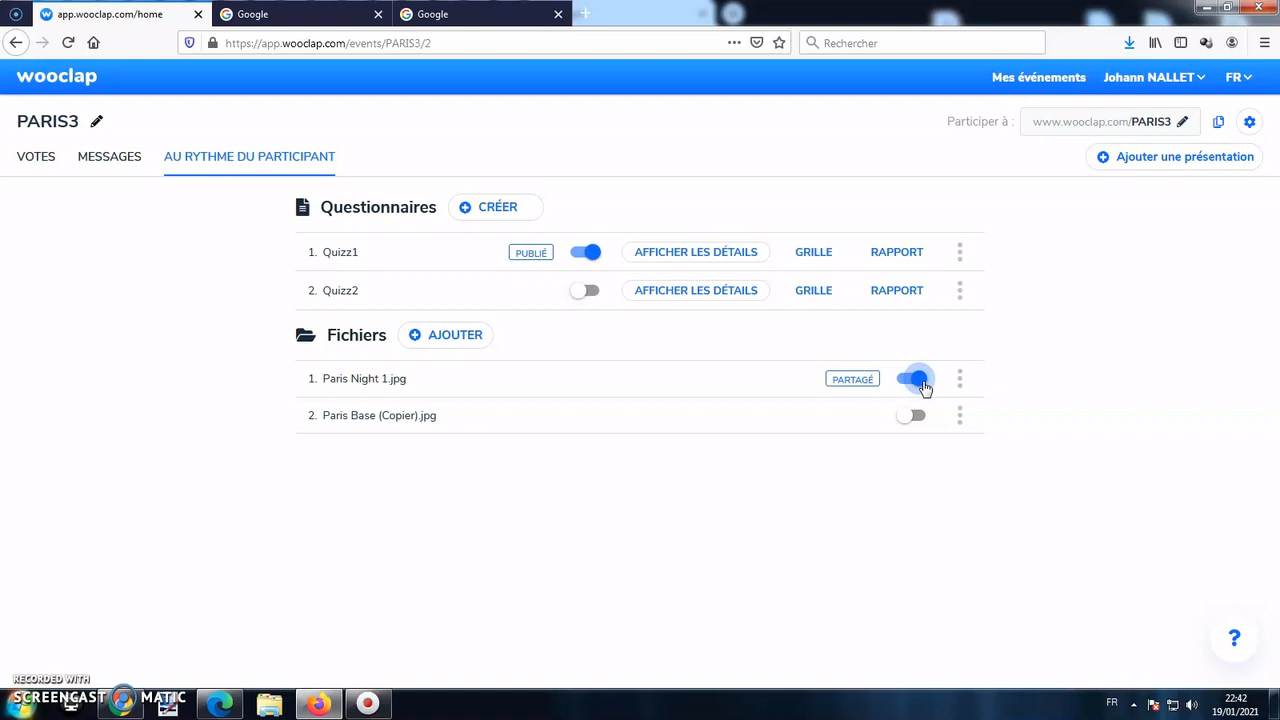 app.wooclap.com/home
Google
Google
https://app.wooclap.com/events/PARIS3/2
Rechercher
wooclap
Mes événements
Johann NALLET
FR
PARIS3
Participer à :
www.wooclap.com/PARIS3
VOTES
MESSAGES
AU RYTHME DU PARTICIPANT
Ajouter une présentation
Questionnaires
CRÉER
1. Quizz1
PUBLIÉ
AFFICHER LES DÉTAILS
GRILLE
RAPPORT
2. Quizz2
AFFICHER LES DÉTAILS
GRILLE
RAPPORT
Fichiers
AJOUTER
1. Paris Night 1.jpg
PARTAGÉ
2. Paris Base (Copier).jpg
?
RECORDED WITH
SCREENCAST MATIC
FR
22:42
19/01/2021